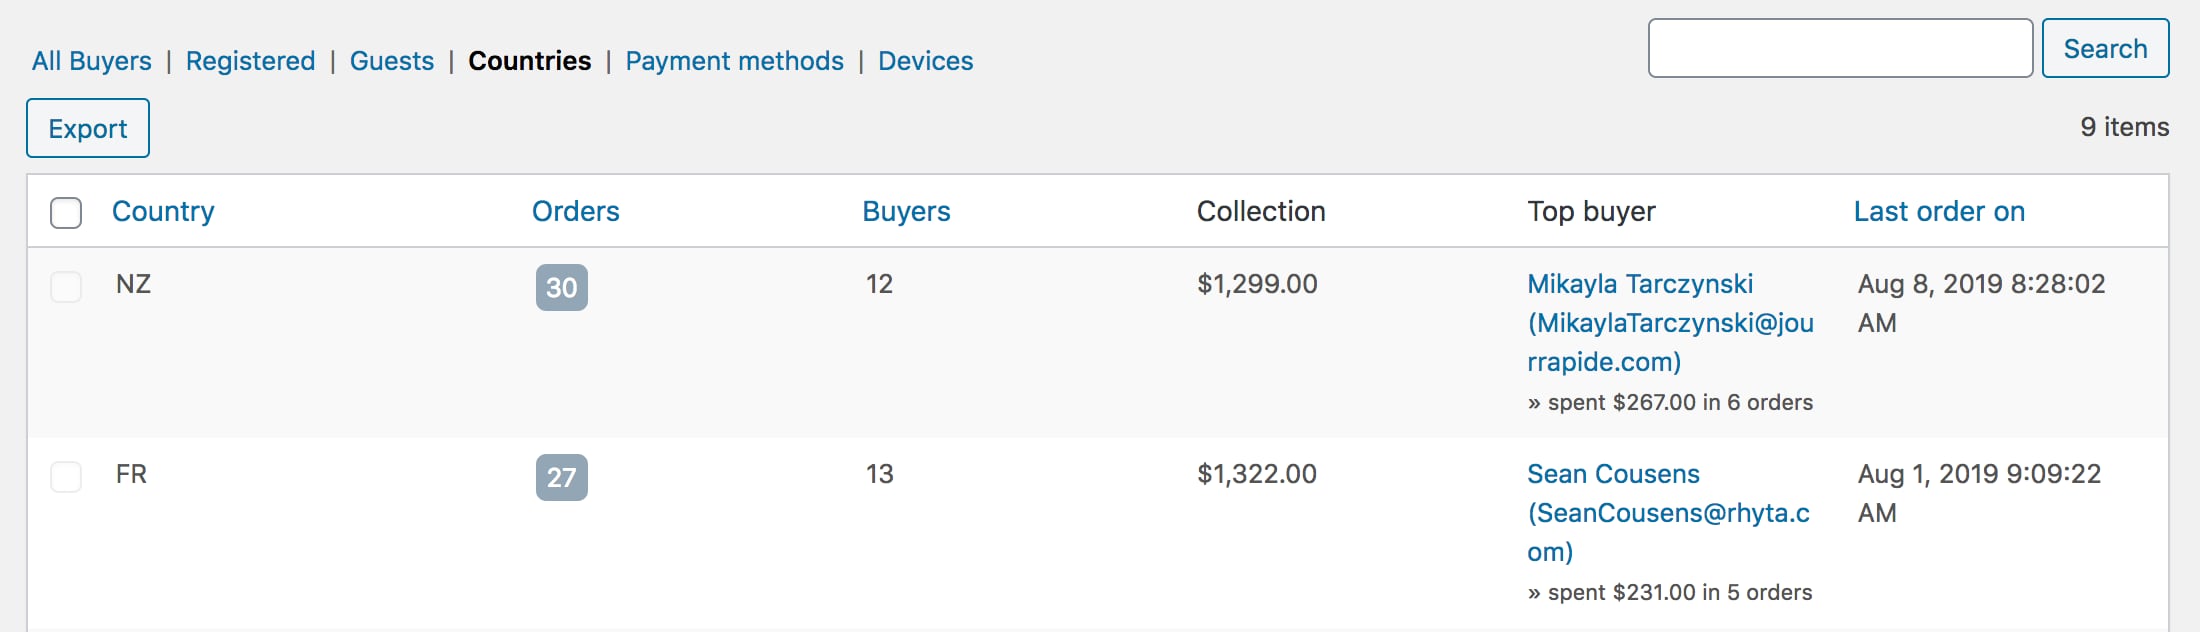 All Buyers | Registered | Guests | Countries | Payment methods | Devices
Search
Export
9 items
Country Orders Buyers Collection Top buyer Last order on
NZ 30 12 $1,299.00 Mikayla Tarczynski Aug 8, 2019 8:28:02
(MikaylaTarczynski@jou AM
rrapide.com)
» spent $267.00 in 6 orders
FR 27 13 $1,322.00 Sean Cousens Aug 1, 2019 9:09:22
(SeanCousens@rhyta.c AM
om)
» spent $231.00 in 5 orders